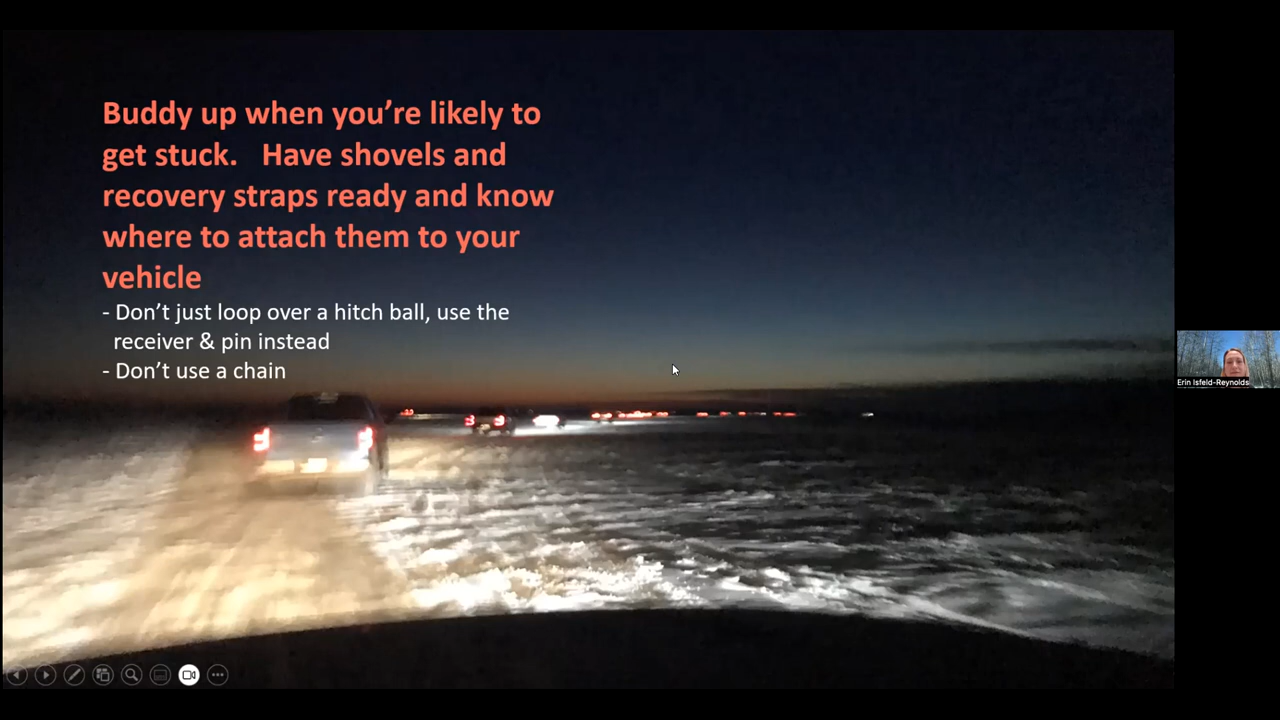 Buddy up when you’re likely to
get stuck.   Have shovels and
recovery straps ready and know
where to attach them to your
vehicle
- Don’t just loop over a hitch ball, use the
receiver & pin instead
- Don’t use a chain
Erin Isfeld-Reynolds